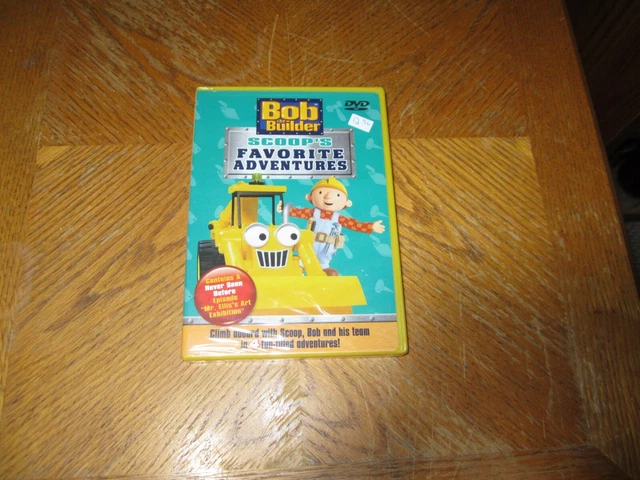 Bob
the
Builder
DVD
SCOOP'S
FAVORITE
ADVENTURES
Contains A
Never Seen
Before
Episode
"Mr. Ellis's Art
Exhibition"
Climb aboard with Scoop, Bob and his team
in fun-filled adventures!